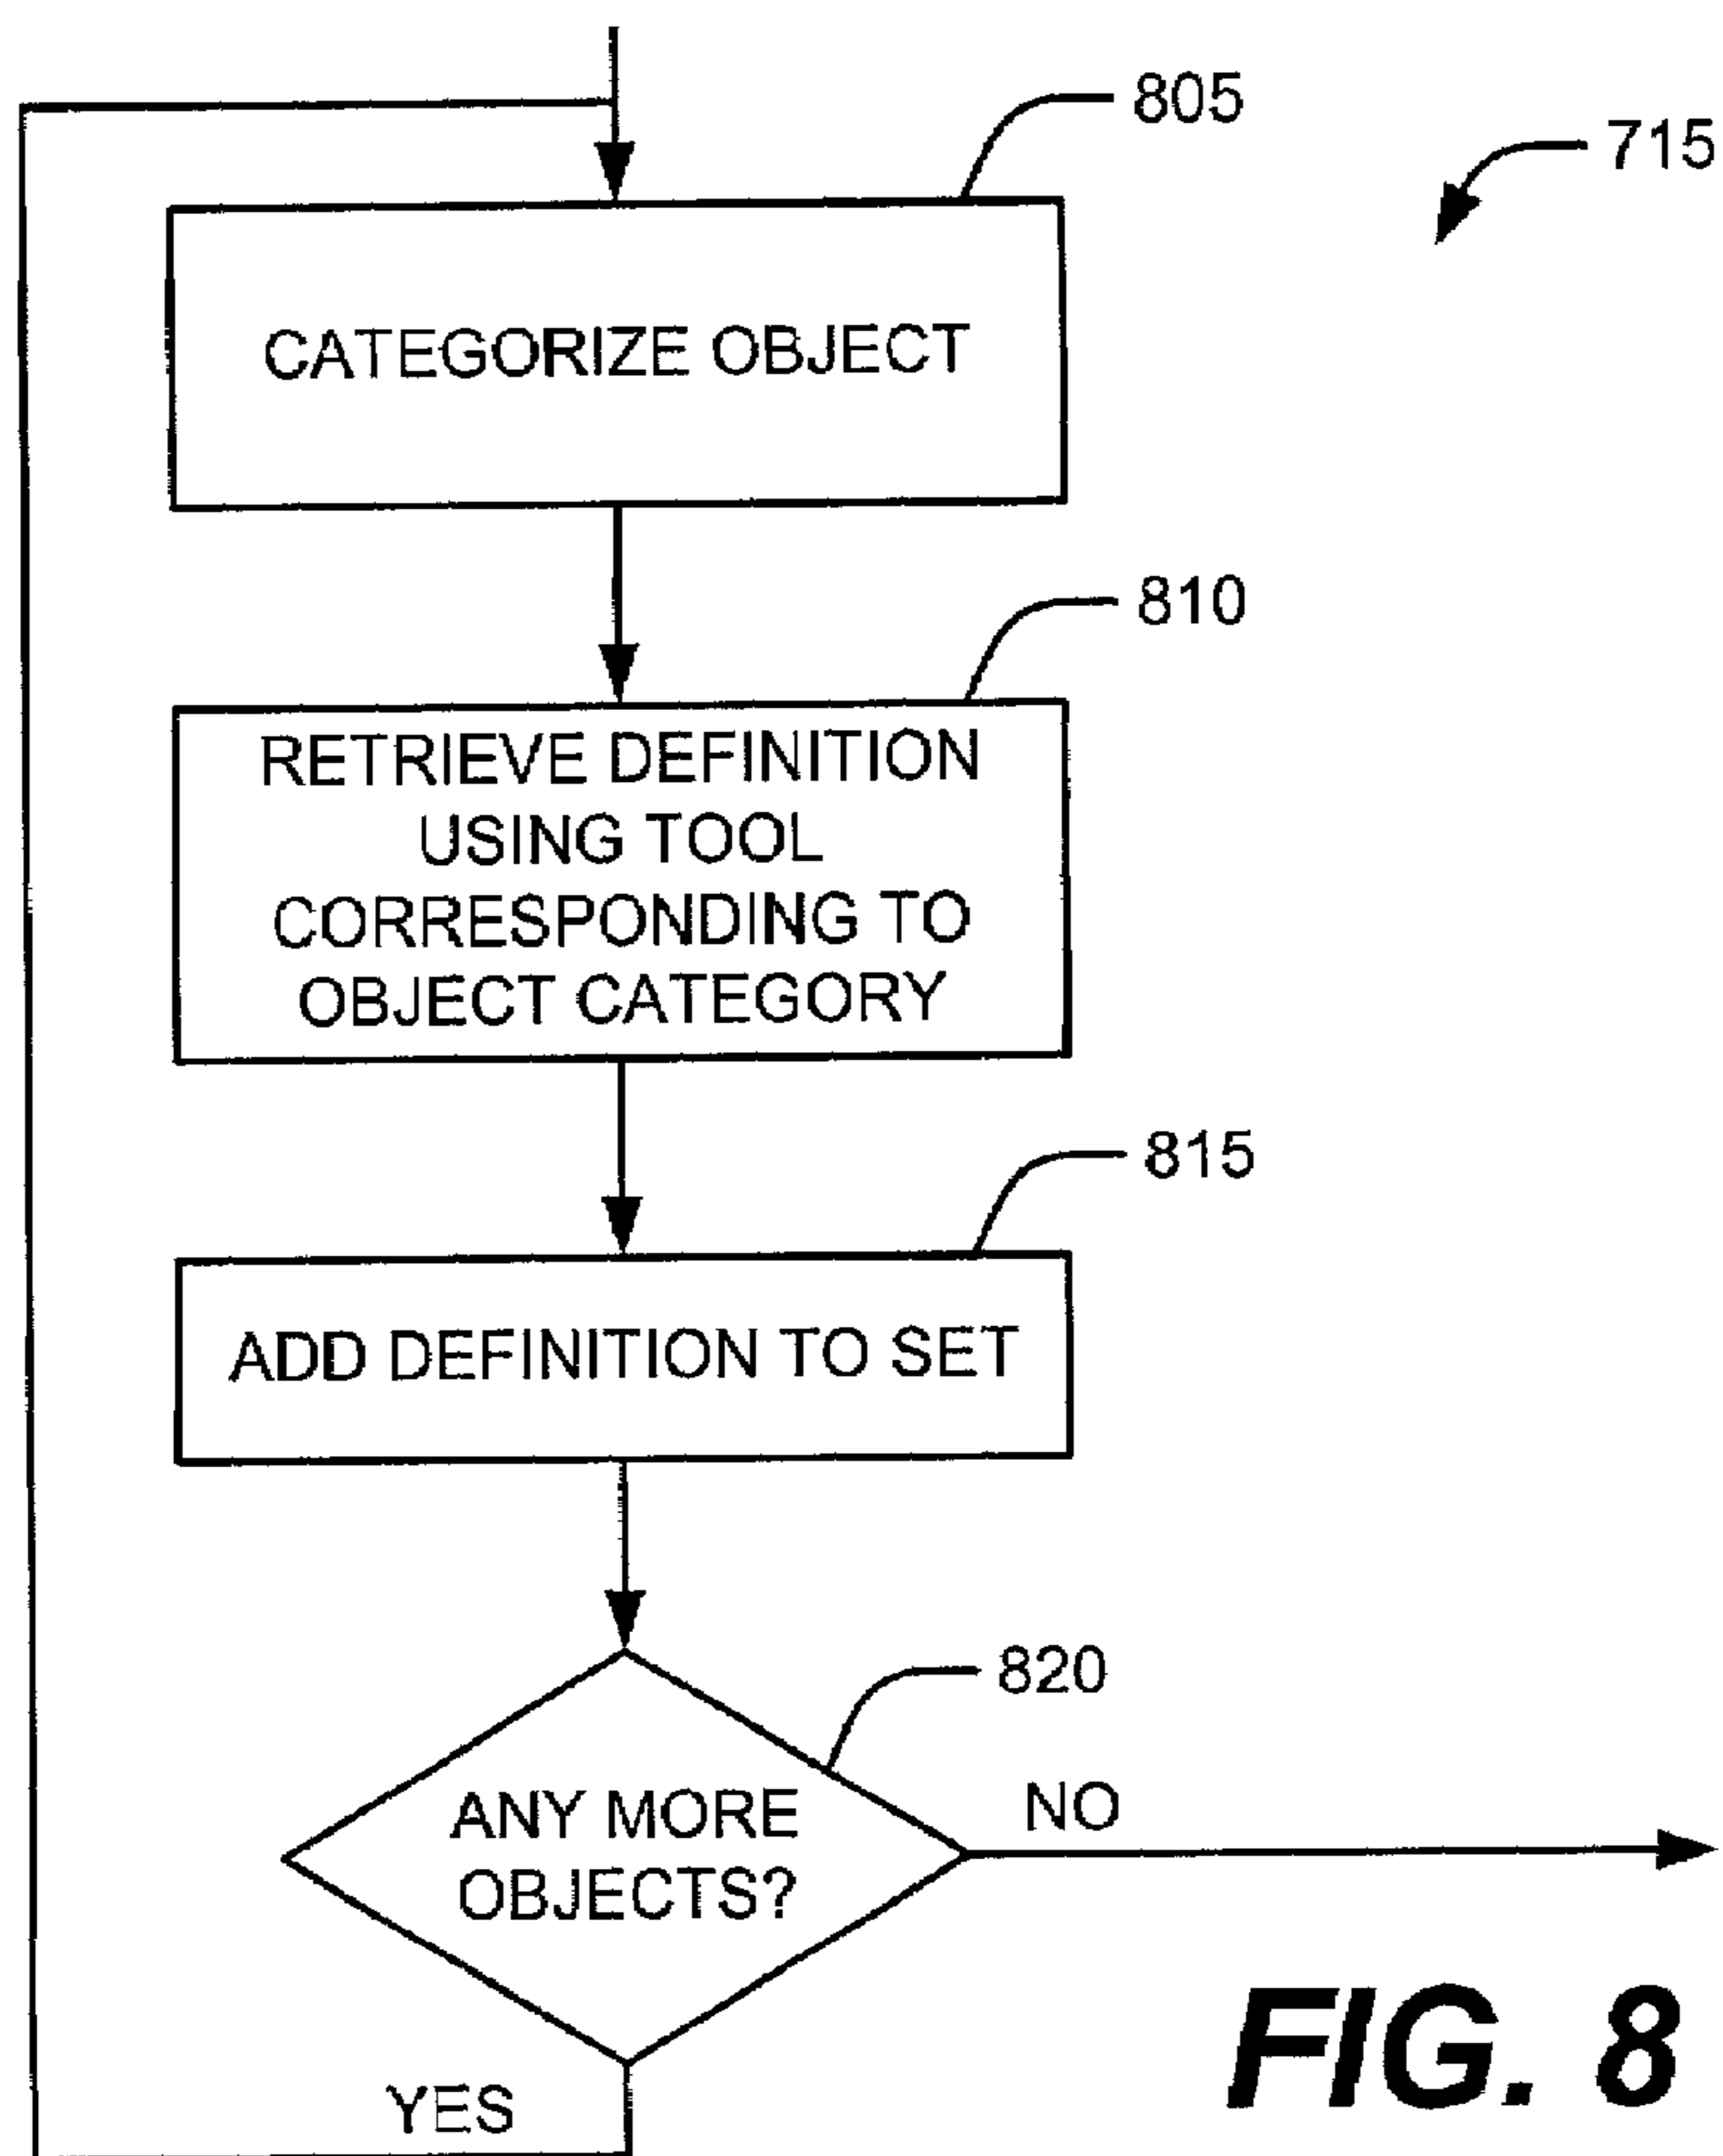 805
715
CATEGORIZE OBJECT
810
RETRIEVE DEFINITION
USING TOOL
CORRESPONDING TO
OBJECT CATEGORY
815
ADD DEFINITION TO SET
820
ANY MORE
OBJECTS?
NO
YES
FIG. 8